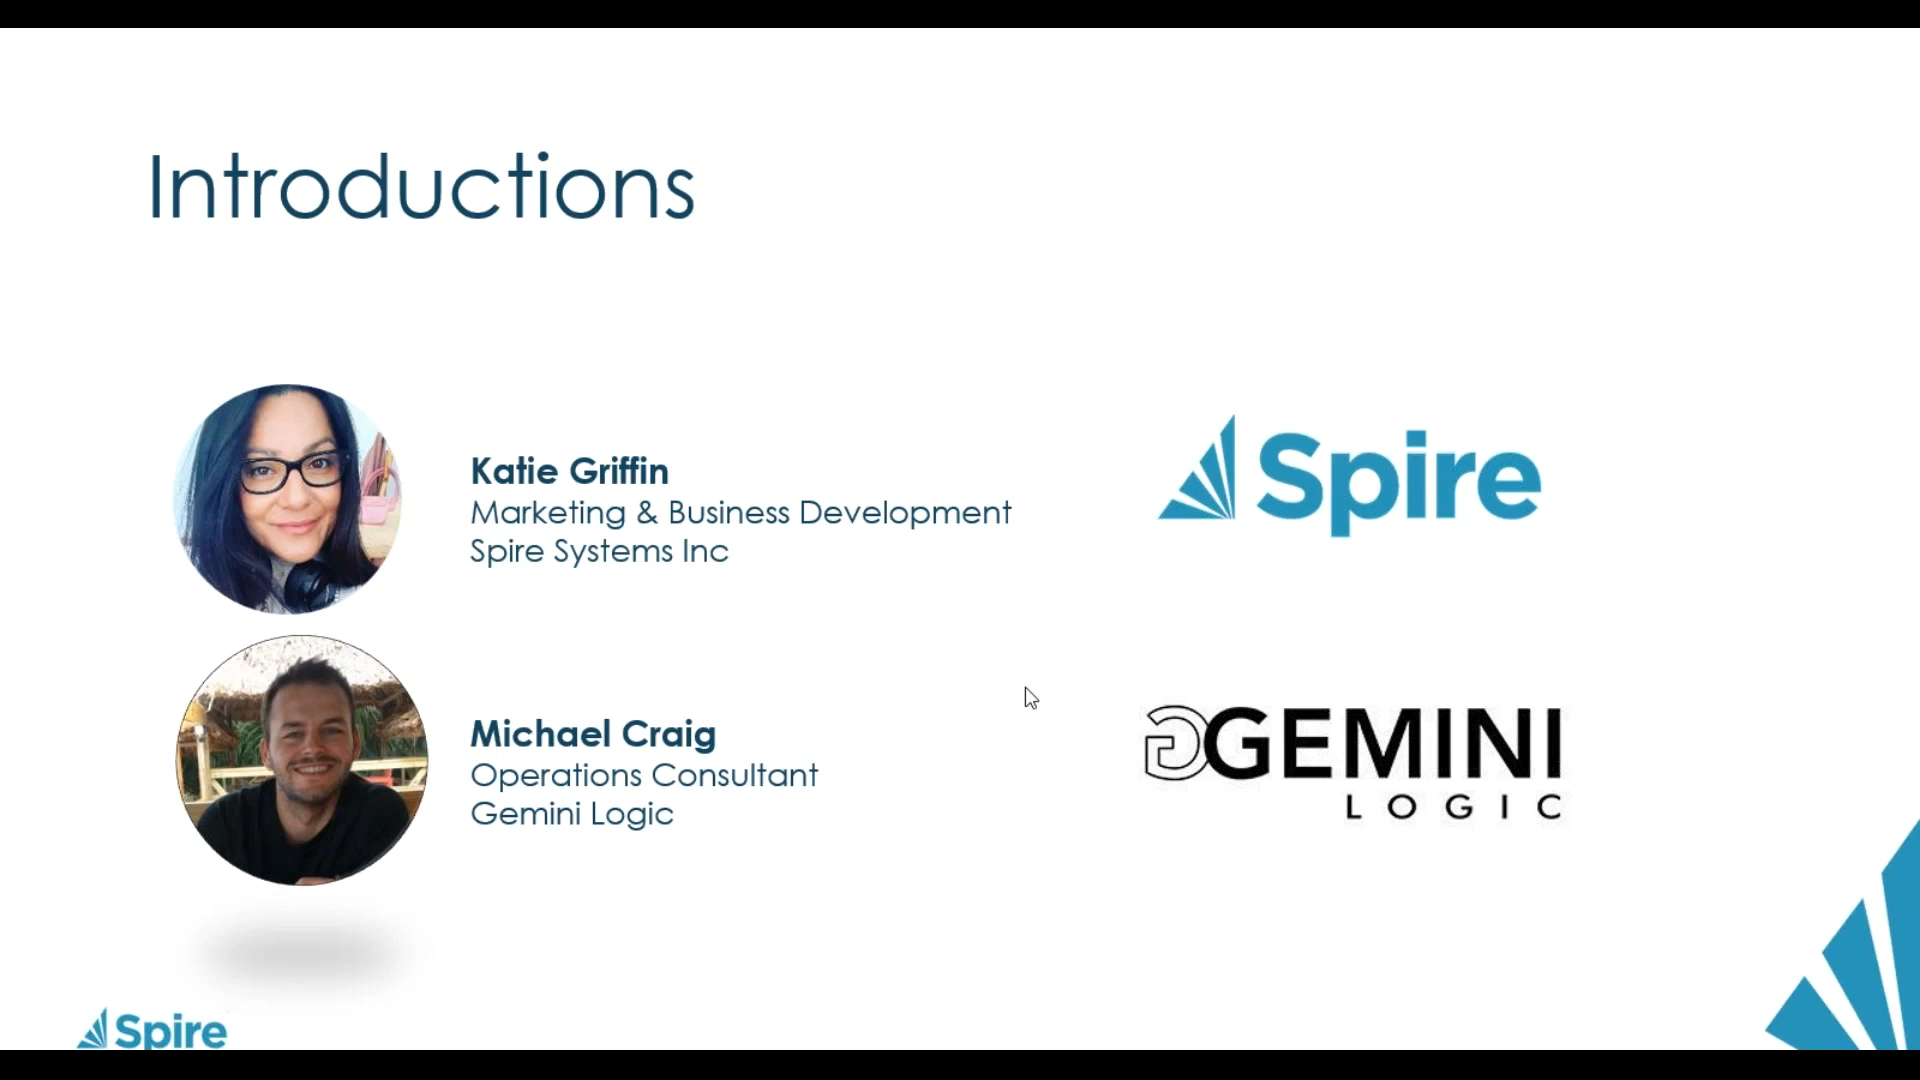 Introductions
Katie Griffin
Marketing & Business Development
Spire Systems Inc
Spire
Michael Craig
Operations Consultant
Gemini Logic
GEMINI
LOGIC
Spire